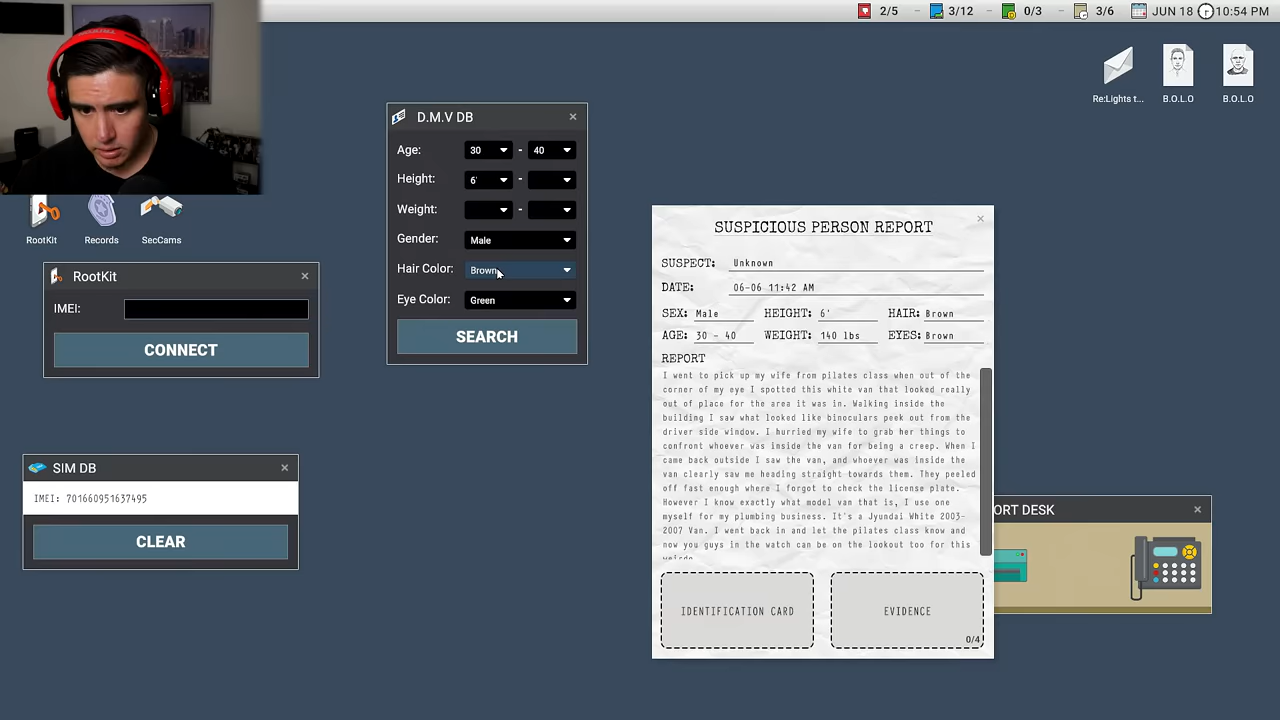 2/5 - 3/12 - 0/3 - 3/6 - JUN 18 10:54 PM
Re:Lights t...
B.O.L.O
B.O.L.O
RootKit
Records
SecCams
RootKit
IMEI:
CONNECT
SIM DB
IMEI: 701660951637495
CLEAR
D.M.V DB
Age: 30 - 40
Height: 6' -
Weight: -
Gender: Male
Hair Color: Brown
Eye Color: Green
SEARCH
SUSPICIOUS PERSON REPORT
SUSPECT: Unknown
DATE: 06-06 11:42 AM
SEX: Male HEIGHT: 6' HAIR: Brown
AGE: 30 - 40 WEIGHT: 140 lbs EYES: Brown
REPORT
I went to pick up my wife from pilates class when out of the
corner of my eye I spotted this white van that looked really
out of place for the area it was in. Walking inside the
building I saw what looked like binoculars peek out from the
driver side window. I hurried my wife to grab her things to
confront whoever was inside the van for being a creep. When I
came back outside I saw the van, and whoever was inside the
van clearly saw me heading straight towards them. They peeled
off fast enough where I forgot to check the license plate.
However I know exactly what model van that is, I use one
myself for my plumbing business. It's a Jyundai White 2003-
2007 Van. I went back in and let the pilates class know and
now you guys in the watch can be on the lookout too for this
weirdo
IDENTIFICATION CARD
EVIDENCE
0/4
ORT DESK